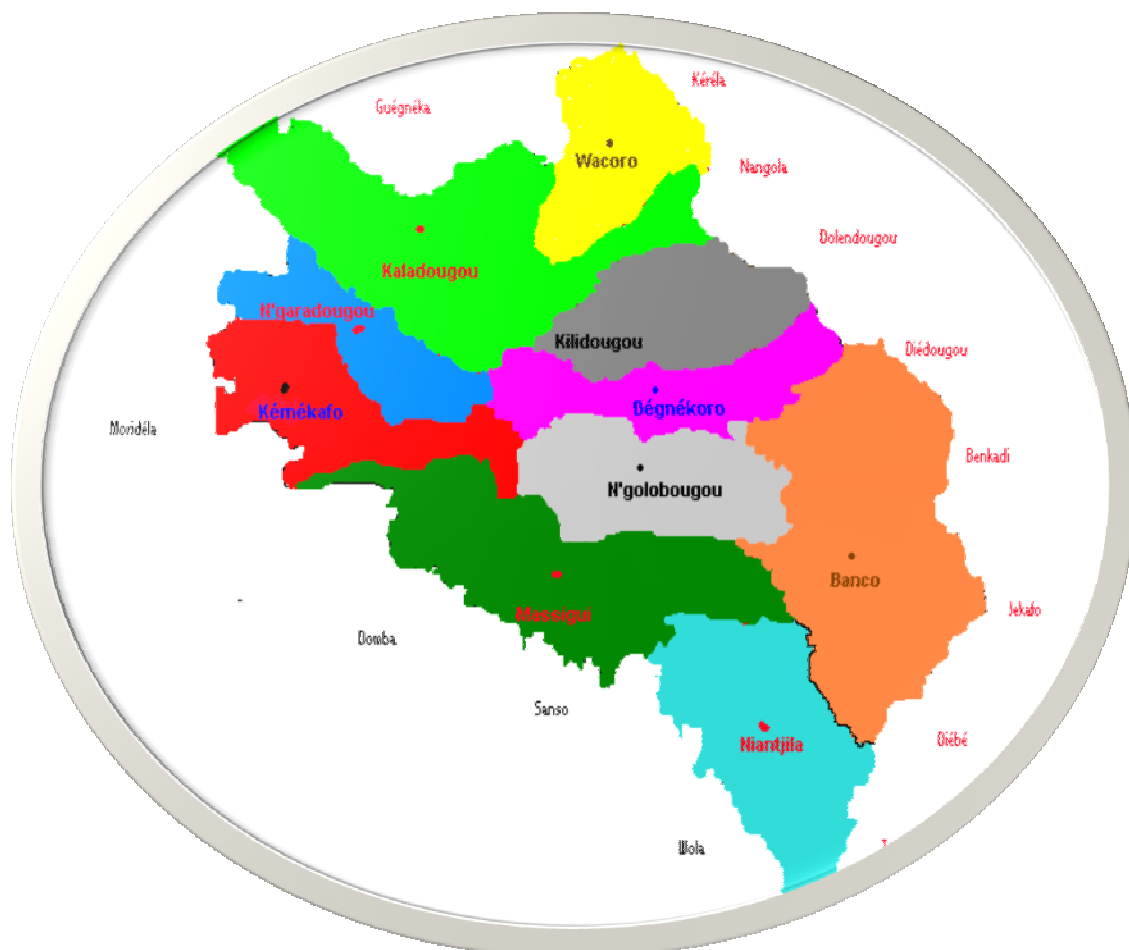 Kéréla
Guégnéka
Wacoro
Nangola
Dolendougou
Kaladougou
N'garadougou
Kilidougou
Diédougou
Kémékafo
Dégnékoro
Moridéla
Benkadi
N'golobougou
Banco
Jekafo
Massigui
Domba
Sanso
Niantjila
Diébé
Wola